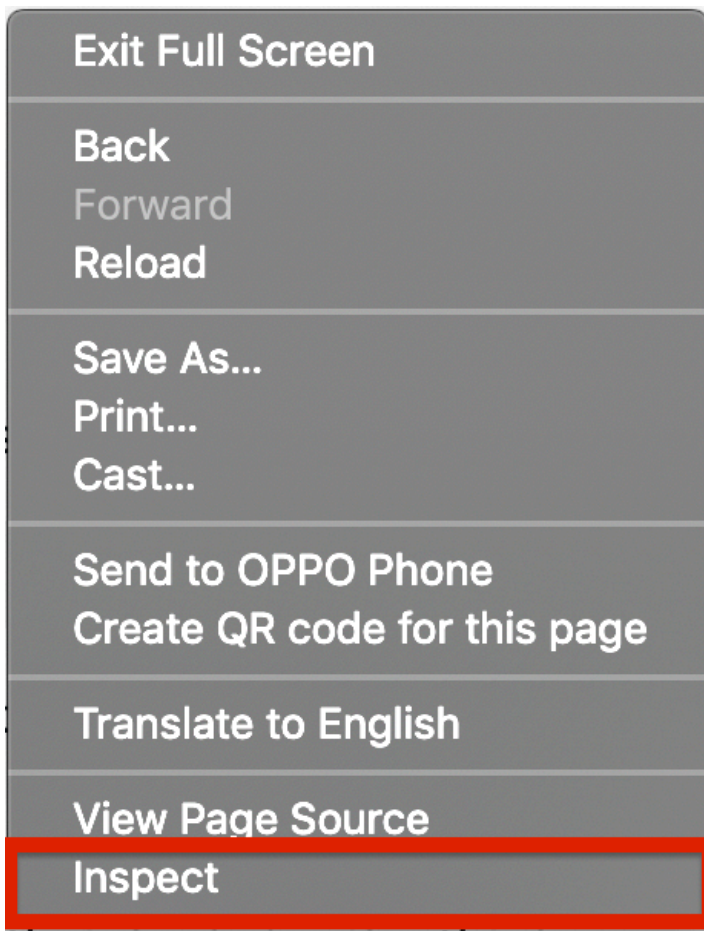 Exit Full Screen
Back
Forward
Reload
Save As...
Print...
Cast...
Send to OPPO Phone
Create QR code for this page
Translate to English
View Page Source
Inspect